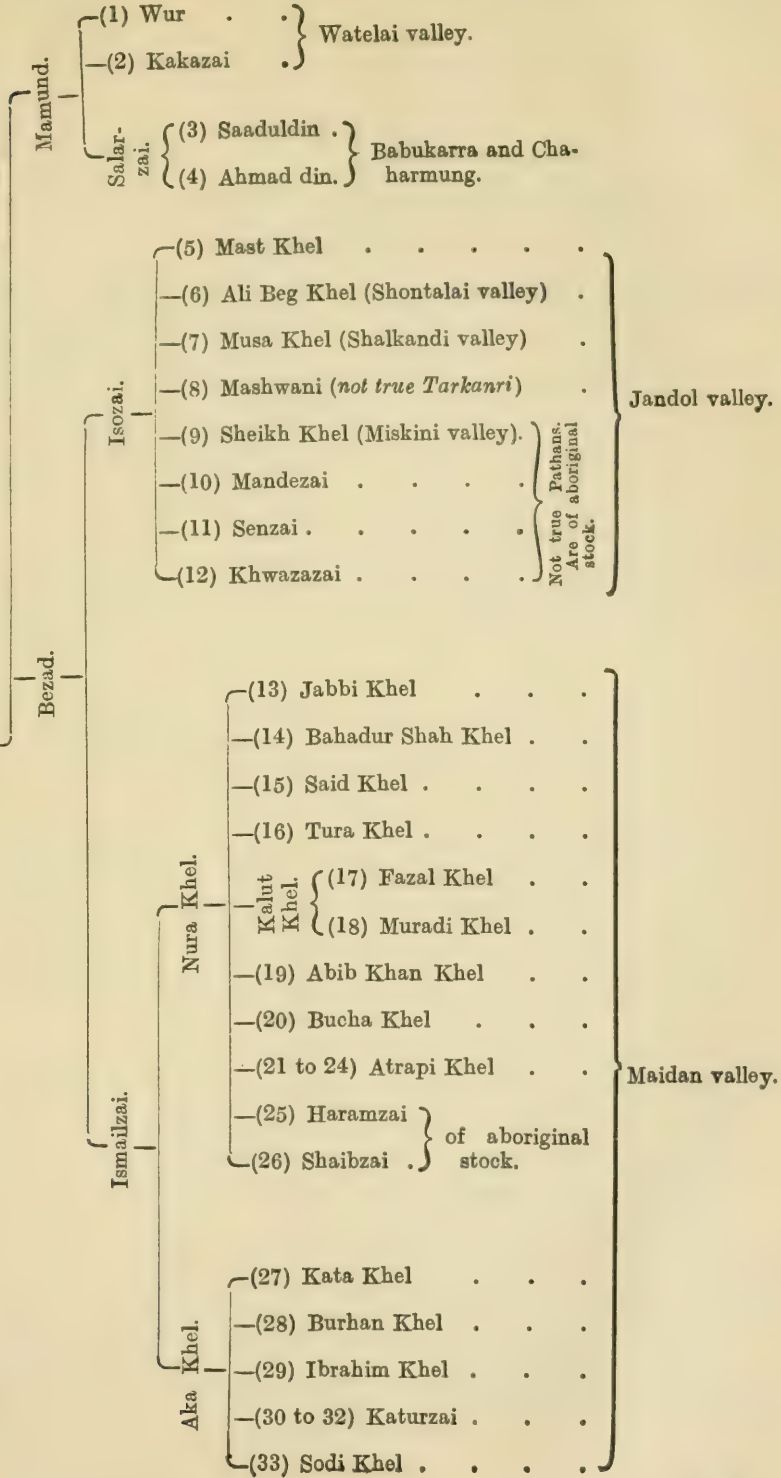 Mamund.
(1) Wur . .
(2) Kakazai .
Watelai valley.
Salar-
zai.
(3) Saaduldin .
(4) Ahmad din.
Babukarra and Cha-
harmung.
Bezad.
Isozai.
(5) Mast Khel . . . . .
(6) Ali Beg Khel (Shontalai valley) .
(7) Musa Khel (Shalkandi valley) .
(8) Mashwani (not true Tarkanri) .
(9) Sheikh Khel (Miskini valley).
(10) Mandezai . . . .
(11) Senzai . . . . .
(12) Khwazazai . . . .
Not true Pathans.
Are of aboriginal
stock.
Jandol valley.
Ismailzai.
Nura Khel.
(13) Jabbi Khel . . .
(14) Bahadur Shah Khel . .
(15) Said Khel . . . .
(16) Tura Khel . . . .
Kalut
Khel.
(17) Fazal Khel . .
(18) Muradi Khel . .
(19) Abib Khan Khel . .
(20) Bucha Khel . . .
(21 to 24) Atrapi Khel . .
(25) Haramzai
(26) Shaibzai .
of aboriginal
stock.
Aka Khel.
(27) Kata Khel . . .
(28) Burhan Khel . . .
(29) Ibrahim Khel . . .
(30 to 32) Katurzai . . .
(33) Sodi Khel . . . .
Maidan valley.